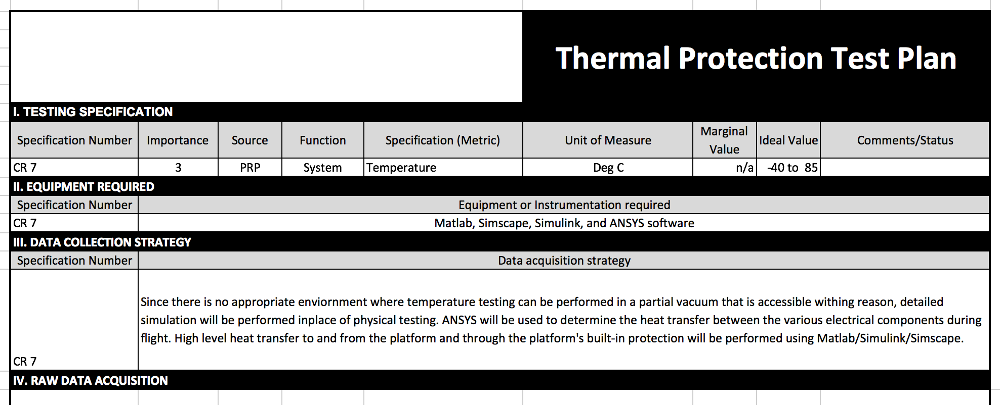 Thermal Protection Test Plan
I. TESTING SPECIFICATION
Specification Number Importance Source Function Specification (Metric) Unit of Measure Marginal Value Ideal Value Comments/Status
CR 7 3 PRP System Temperature Deg C n/a -40 to 85
II. EQUIPMENT REQUIRED
Specification Number Equipment or Instrumentation required
CR 7 Matlab, Simscape, Simulink, and ANSYS software
III. DATA COLLECTION STRATEGY
Specification Number Data acquisition strategy
Since there is no appropriate enviornment where temperature testing can be performed in a partial vacuum that is accessible withing reason, detailed
simulation will be performed inplace of physical testing. ANSYS will be used to determine the heat transfer between the various electrical components during
flight. High level heat transfer to and from the platform and through the platform's built-in protection will be performed using Matlab/Simulink/Simscape.
CR 7
IV. RAW DATA ACQUISITION